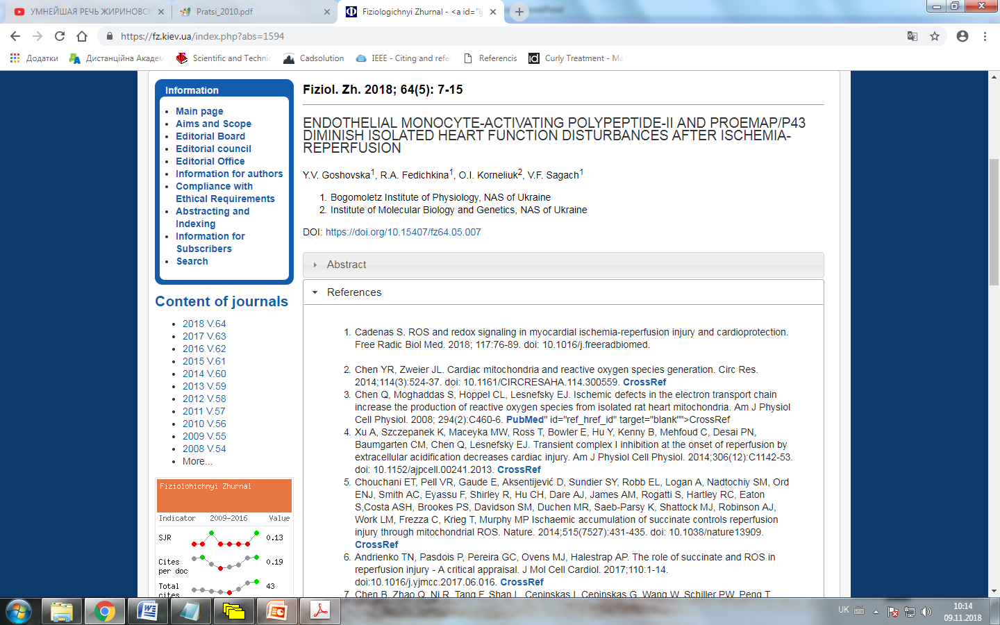 УМНЕЙШАЯ РЕЧЬ ЖИРИНОВС
Pratsi_2010.pdf
Fiziologichnyi Zhurnal - <a id="lj
https://fz.kiev.ua/index.php?abs=1594
Додатки
Дистанційна Академ
Scientific and Technic
Cadsolution
IEEE - Citing and refe
Referencis
Curly Treatment - Ma
Information
Main page
Aims and Scope
Editorial Board
Editorial council
Editorial Office
Information for authors
Compliance with
Ethical Requirements
Abstracting and
Indexing
Information for
Subscribers
Search
Content of journals
2018 V.64
2017 V.63
2016 V.62
2015 V.61
2014 V.60
2013 V.59
2012 V.58
2011 V.57
2010 V.56
2009 V.55
2008 V.54
More...
Fiziolohichnyi Zhurnal
Indicator 2009-2016 Value
SJR 0.13
Cites
per doc 0.19
Total
cites 43
Fiziol. Zh. 2018; 64(5): 7-15
ENDOTHELIAL MONOCYTE-ACTIVATING POLYPEPTIDE-II AND PROEMAP/P43
DIMINISH ISOLATED HEART FUNCTION DISTURBANCES AFTER ISCHEMIA-
REPERFUSION
Y.V. Goshovska1, R.A. Fedichkina1, O.I. Korneliuk2, V.F. Sagach1
1. Bogomoletz Institute of Physiology, NAS of Ukraine
2. Institute of Molecular Biology and Genetics, NAS of Ukraine
DOI: https://doi.org/10.15407/fz64.05.007
Abstract
References
1. Cadenas S. ROS and redox signaling in myocardial ischemia-reperfusion injury and cardioprotection.
Free Radic Biol Med. 2018; 117:76-89. doi: 10.1016/j.freeradbiomed.
2. Chen YR, Zweier JL. Cardiac mitochondria and reactive oxygen species generation. Circ Res.
2014;114(3):524-37. doi: 10.1161/CIRCRESAHA.114.300559. CrossRef
3. Chen Q, Moghaddas S, Hoppel CL, Lesnefsky EJ. Ischemic defects in the electron transport chain
increase the production of reactive oxygen species from isolated rat heart mitochondria. Am J Physiol
Cell Physiol. 2008; 294(2):C460-6. PubMed" id="ref_href_id" target="blank"">CrossRef
4. Xu A, Szczepanek K, Maceyka MW, Ross T, Bowler E, Hu Y, Kenny B, Mehfoud C, Desai PN,
Baumgarten CM, Chen Q, Lesnefsky EJ. Transient complex I inhibition at the onset of reperfusion by
extracellular acidification decreases cardiac injury. Am J Physiol Cell Physiol. 2014;306(12):C1142-53.
doi: 10.1152/ajpcell.00241.2013. CrossRef
5. Chouchani ET, Pell VR, Gaude E, Aksentijević D, Sundier SY, Robb EL, Logan A, Nadtochiy SM, Ord
ENJ, Smith AC, Eyassu F, Shirley R, Hu CH, Dare AJ, James AM, Rogatti S, Hartley RC, Eaton
S,Costa ASH, Brookes PS, Davidson SM, Duchen MR, Saeb-Parsy K, Shattock MJ, Robinson AJ,
Work LM, Frezza C, Krieg T, Murphy MP Ischaemic accumulation of succinate controls reperfusion
injury through mitochondrial ROS. Nature. 2014;515(7527):431-435. doi: 10.1038/nature13909.
CrossRef
6. Andrienko TN, Pasdois P, Pereira GC, Ovens MJ, Halestrap AP. The role of succinate and ROS in
reperfusion injury - A critical appraisal. J Mol Cell Cardiol. 2017;110:1-14.
doi:10.1016/j.yjmcc.2017.06.016. CrossRef
7. Chen B, Zhao Q, Ni R, Tang F, Shan L, Cepinskas I, Cepinskas G, Wang W, Schiller PW, Peng T.
UK
10:14
09.11.2018